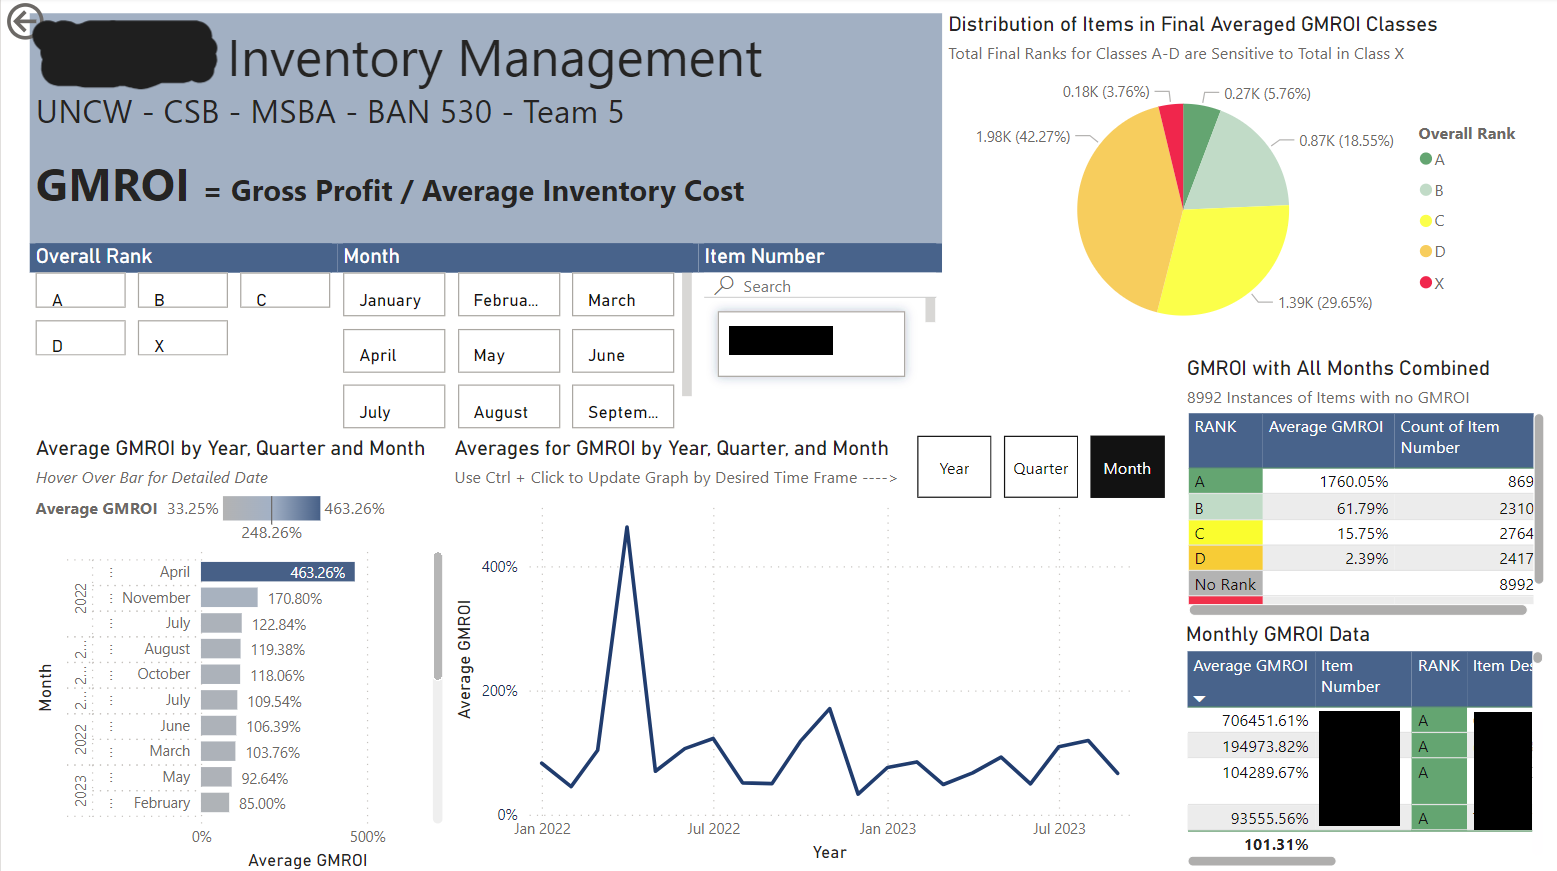 Inventory Management
UNCW - CSB - MSBA - BAN 530 - Team 5
GMROI = Gross Profit / Average Inventory Cost
Overall Rank
A
B
C
D
X
Month
January
Februa...
March
April
May
June
July
August
Septem...
Item Number
Search
Distribution of Items in Final Averaged GMROI Classes
Total Final Ranks for Classes A-D are Sensitive to Total in Class X
0.18K (3.76%)
0.27K (5.76%)
1.98K (42.27%)
0.87K (18.55%)
1.39K (29.65%)
Overall Rank
A
B
C
D
X
Average GMROI by Year, Quarter and Month
Hover Over Bar for Detailed Date
Average GMROI 33.25% 463.26%
248.26%
Month
2022
2...
2...
2...
2022
2023
April 463.26%
November 170.80%
July 122.84%
August 119.38%
October 118.06%
July 109.54%
June 106.39%
March 103.76%
May 92.64%
February 85.00%
0% 500%
Average GMROI
Averages for GMROI by Year, Quarter, and Month
Use Ctrl + Click to Update Graph by Desired Time Frame ---->
Year
Quarter
Month
Average GMROI
400%
200%
0%
Jan 2022 Jul 2022 Jan 2023 Jul 2023
Year
GMROI with All Months Combined
8992 Instances of Items with no GMROI
RANK Average GMROI Count of Item Number
A 1760.05% 869
B 61.79% 2310
C 15.75% 2764
D 2.39% 2417
No Rank 8992
Monthly GMROI Data
Average GMROI Item Number RANK Item Des
706451.61% A
194973.82% A
104289.67% A
93555.56% A
101.31%